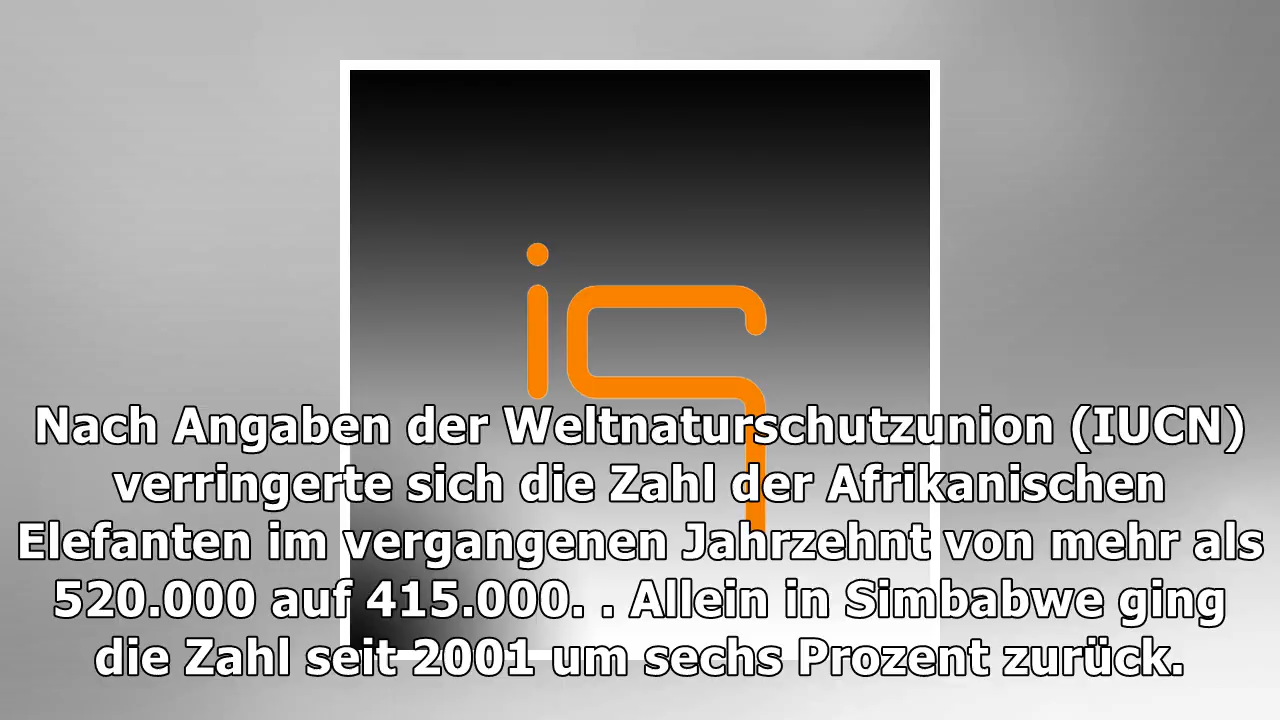 iq
Nach Angaben der Weltnaturschutzunion (IUCN)
verringerte sich die Zahl der Afrikanischen
Elefanten im vergangenen Jahrzehnt von mehr als
520.000 auf 415.000. . Allein in Simbabwe ging
die Zahl seit 2001 um sechs Prozent zurück.